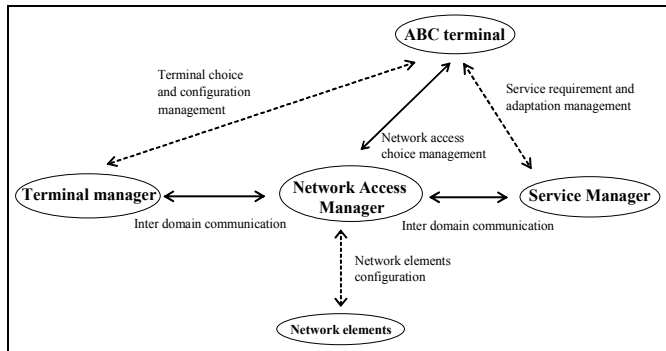 ABC terminal
Terminal choice
and configuration
management
Service requirement and
adaptation management
Network access
choice management
Terminal manager
Network Access
Manager
Service Manager
Inter domain communication
Inter domain communication
Network elements
configuration
Network elements